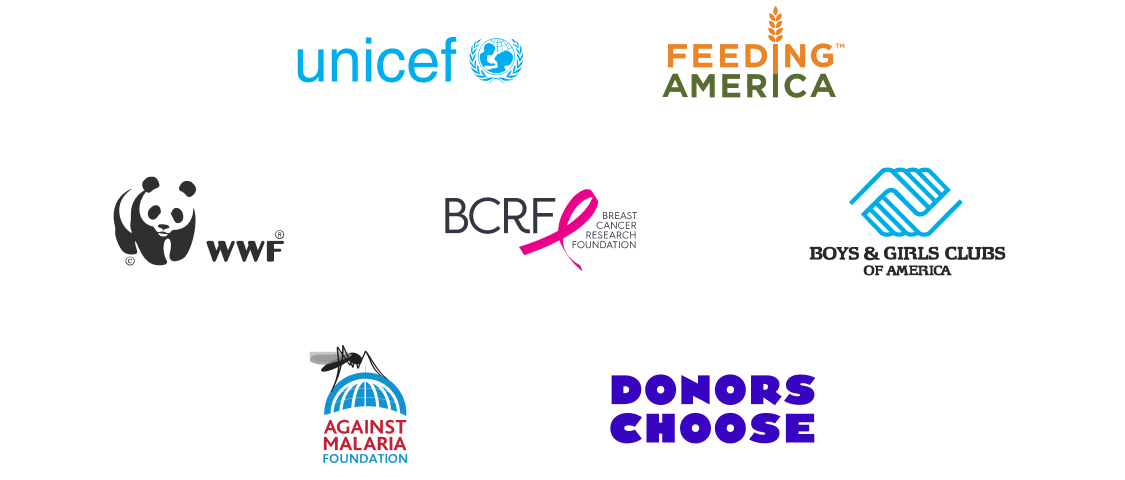 unicef
FEEDING™
AMERICA
© WWF®
BCRF
BREAST
CANCER
RESEARCH
FOUNDATION
BOYS & GIRLS CLUBS
OF AMERICA
AGAINST
MALARIA
FOUNDATION
DONORS
CHOOSE